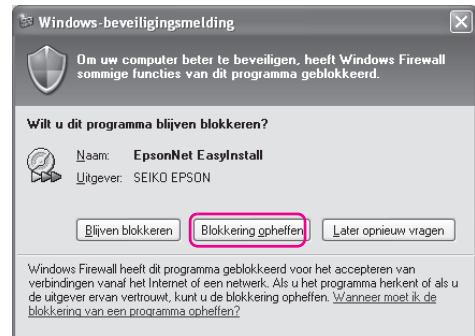 Windows-beveiligingsmelding
Om uw computer beter te beveiligen, heeft Windows Firewall
sommige functies van dit programma geblokkeerd.
Wilt u dit programma blijven blokkeren?
Naam: EpsonNet EasyInstall
Uitgever: SEIKO EPSON
Blijven blokkeren Blokkering opheffen Later opnieuw vragen
Windows Firewall heeft dit programma geblokkeerd voor het accepteren van
verbindingen vanaf het Internet of een netwerk. Als u het programma herkent of als u
de uitgever ervan vertrouwt, kunt u de blokkering opheffen. Wanneer moet ik de
blokkering van een programma opheffen?